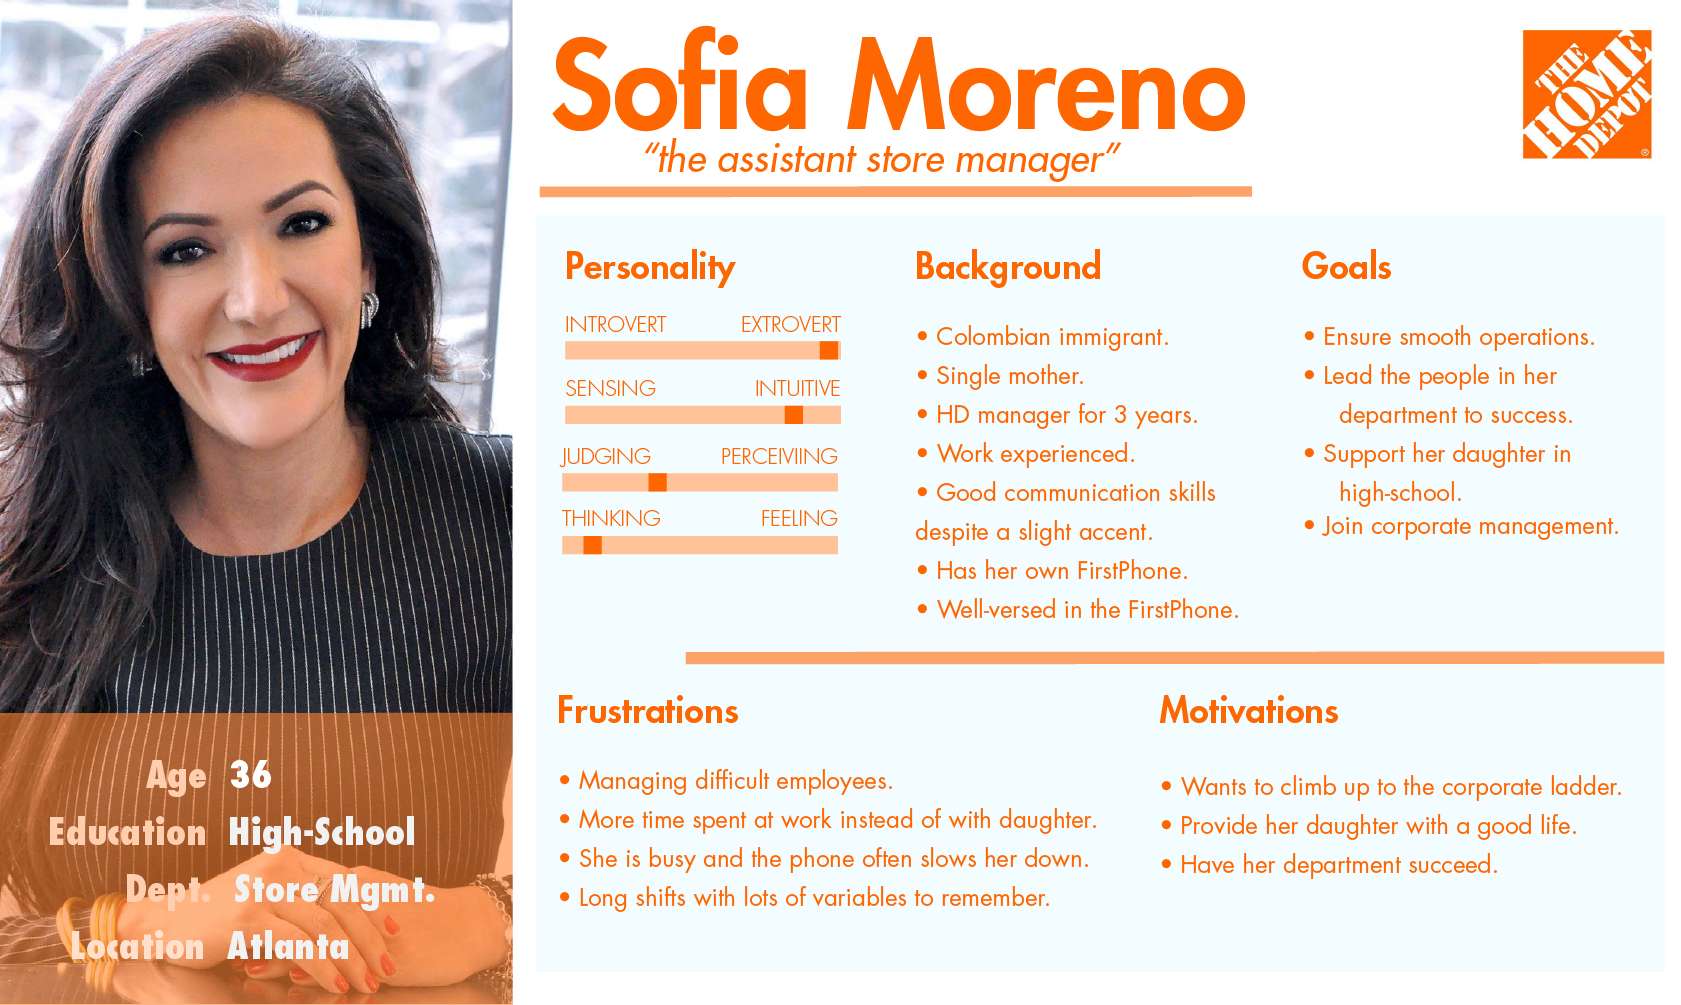 Sofia Moreno
“the assistant store manager”
THE
HOME
DEPOT
®
Personality
INTROVERT EXTROVERT
SENSING INTUITIVE
JUDGING PERCEIVIING
THINKING FEELING
Background
• Colombian immigrant.
• Single mother.
• HD manager for 3 years.
• Work experienced.
• Good communication skills
despite a slight accent.
• Has her own FirstPhone.
• Well-versed in the FirstPhone.
Goals
• Ensure smooth operations.
• Lead the people in her
department to success.
• Support her daughter in
high-school.
• Join corporate management.
Frustrations
• Managing difficult employees.
• More time spent at work instead of with daughter.
• She is busy and the phone often slows her down.
• Long shifts with lots of variables to remember.
Motivations
• Wants to climb up to the corporate ladder.
• Provide her daughter with a good life.
• Have her department succeed.
Age 36
Education High-School
Dept. Store Mgmt.
Location Atlanta